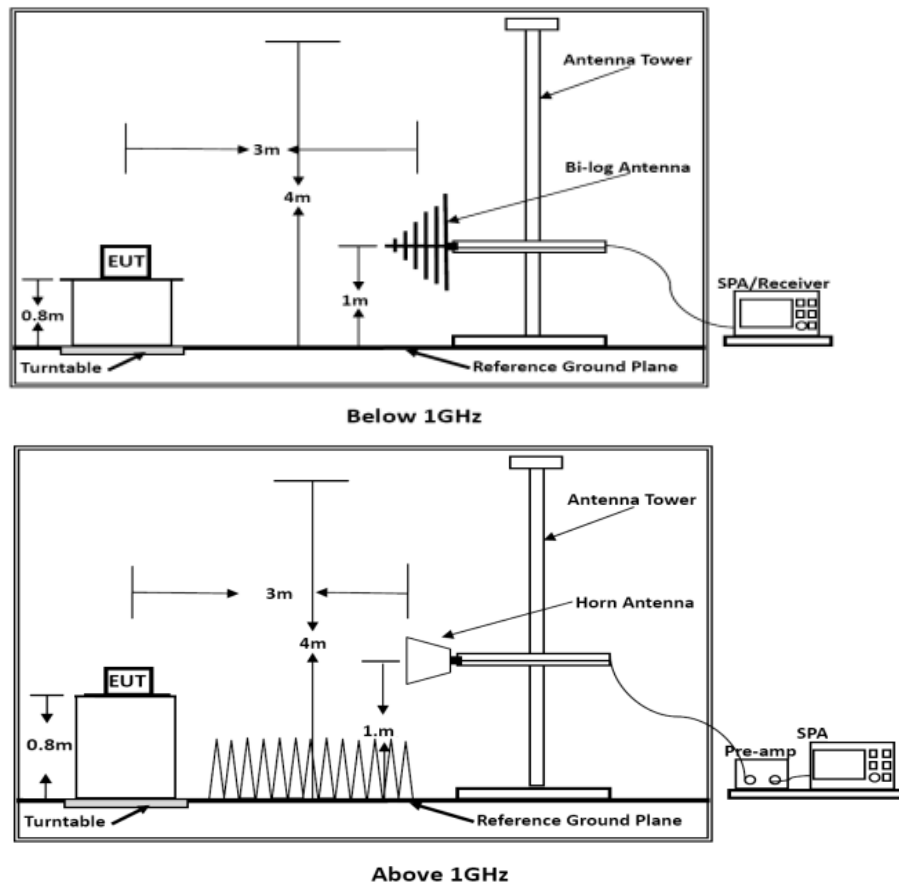 Antenna Tower
3m
Bi-log Antenna
4m
EUT
SPA/Receiver
1m
0.8m
Turntable
Reference Ground Plane
Below 1GHz
Antenna Tower
3m
Horn Antenna
4m
EUT
1.m
SPA
0.8m
Pre-amp
Turntable
Reference Ground Plane
Above 1GHz